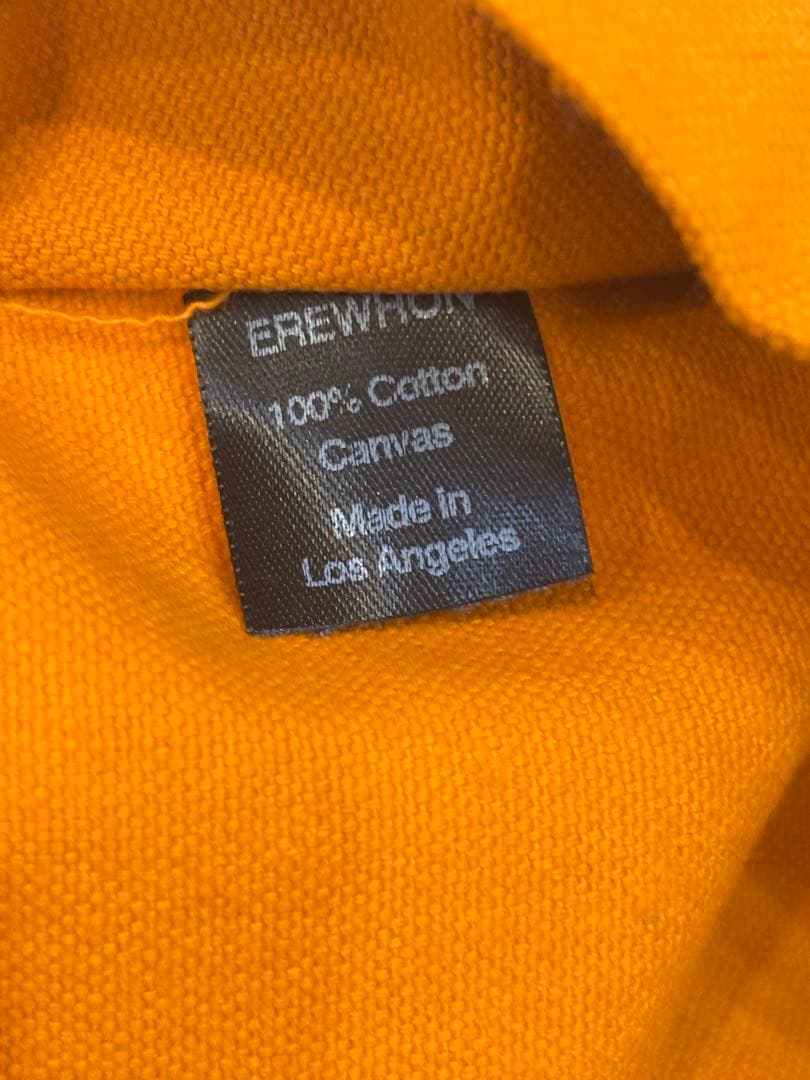 EREWHON
100% Cotton
Canvas
Made in
Los Angeles